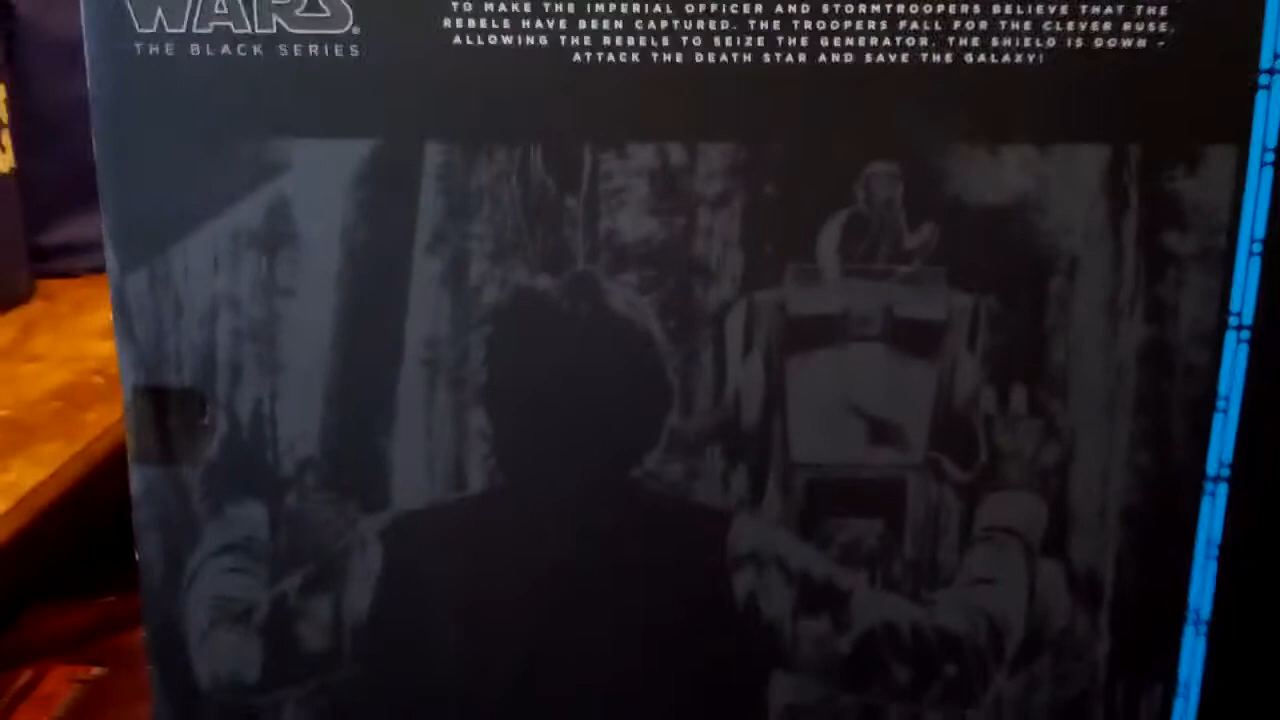 WARS.
THE BLACK SERIES
TO MAKE THE IMPERIAL OFFICER AND STORMTROOPERS BELIEVE THAT THE
REBELS HAVE BEEN CAPTURED. THE TROOPERS FALL FOR THE CLEVER RUSE,
ALLOWING THE REBELS TO SEIZE THE GENERATOR. THE SHIELD IS DOWN -
ATTACK THE DEATH STAR AND SAVE THE GALAXY!